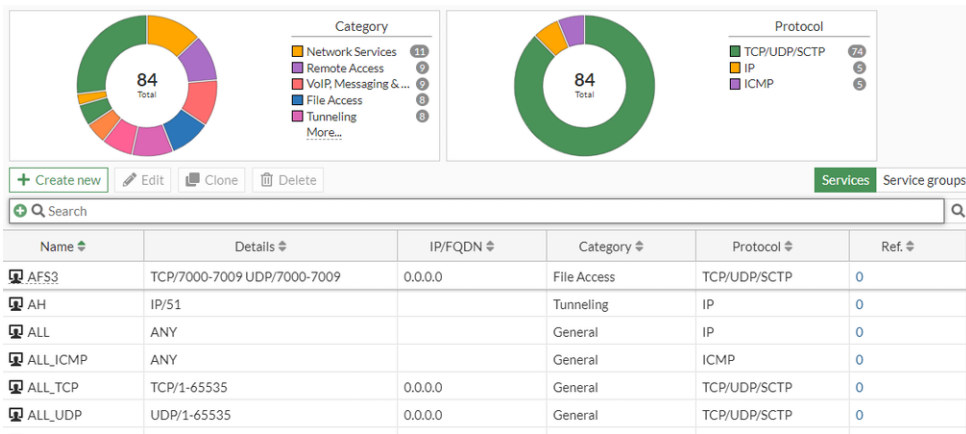 Category
84
Total
Network Services 11
Remote Access 9
VoIP, Messaging &... 9
File Access 8
Tunneling 8
More...
Protocol
84
Total
TCP/UDP/SCTP 74
IP 5
ICMP 5
Create new Edit Clone Delete Services Service groups
Search
Name Details IP/FQDN Category Protocol Ref.
AFS3 TCP/7000-7009 UDP/7000-7009 0.0.0.0 File Access TCP/UDP/SCTP 0
AH IP/51 Tunneling IP 0
ALL ANY General IP 0
ALL_ICMP ANY General ICMP 0
ALL_TCP TCP/1-65535 0.0.0.0 General TCP/UDP/SCTP 0
ALL_UDP UDP/1-65535 0.0.0.0 General TCP/UDP/SCTP 0